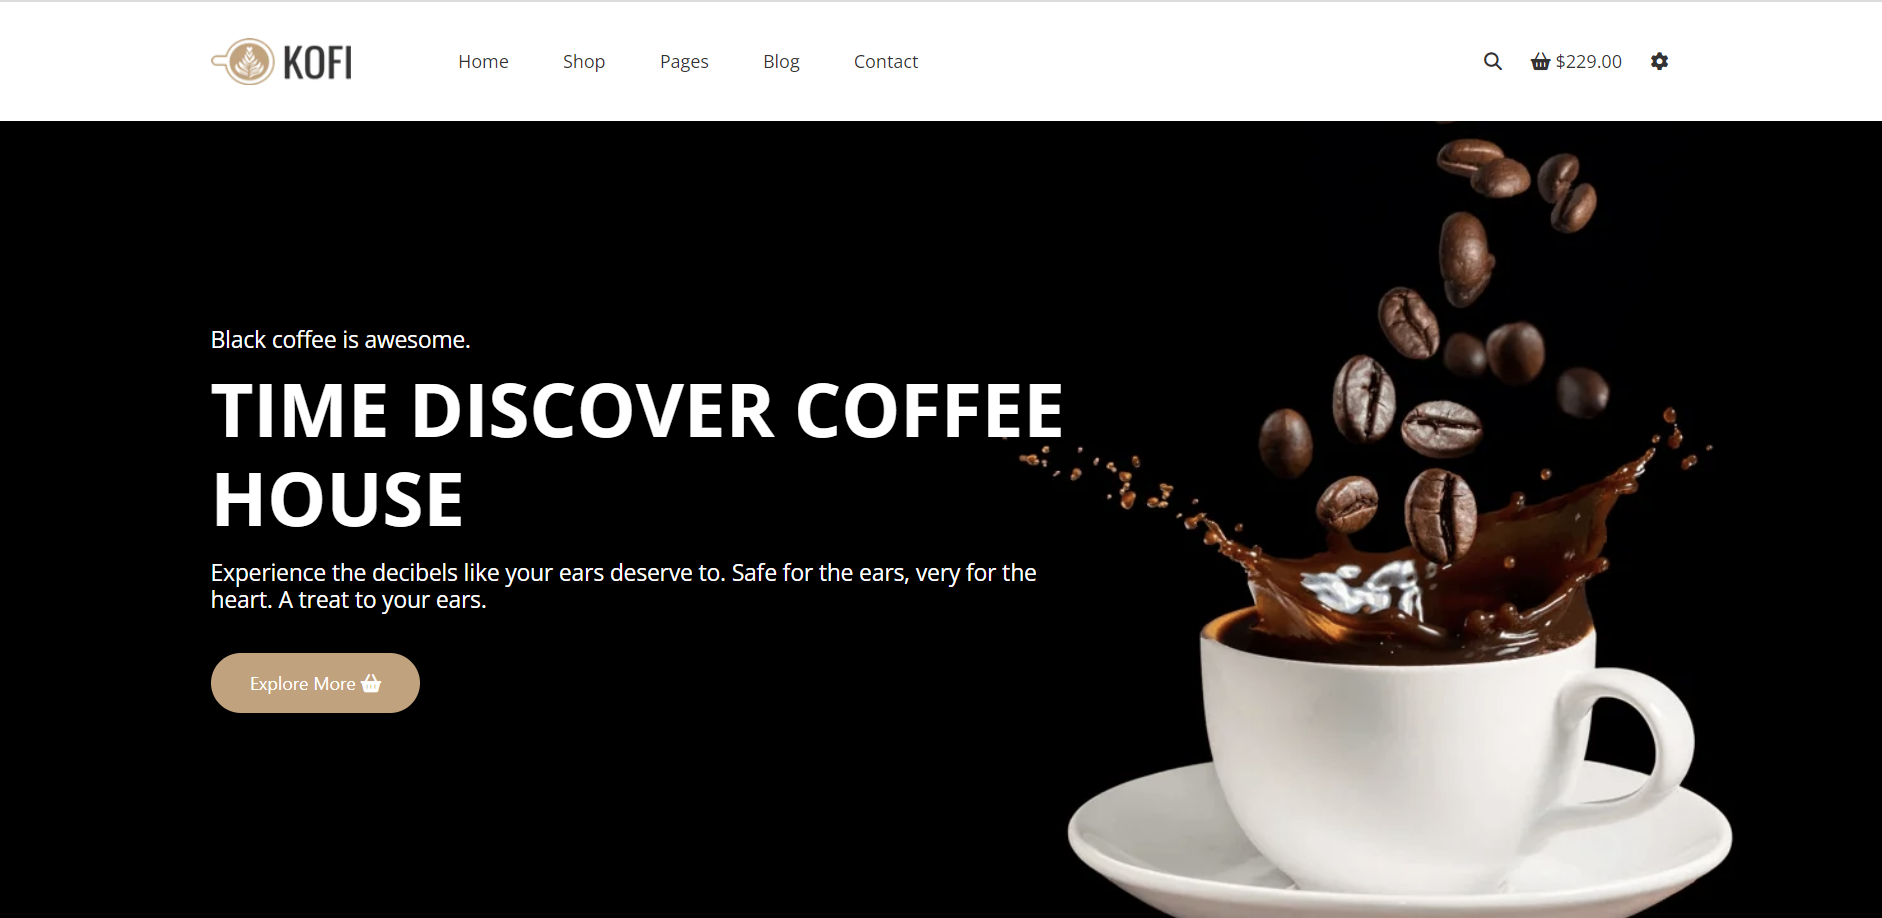 KOFI
Home
Shop
Pages
Blog
Contact
$229.00
Black coffee is awesome.
TIME DISCOVER COFFEE
HOUSE
Experience the decibels like your ears deserve to. Safe for the ears, very for the
heart. A treat to your ears.
Explore More